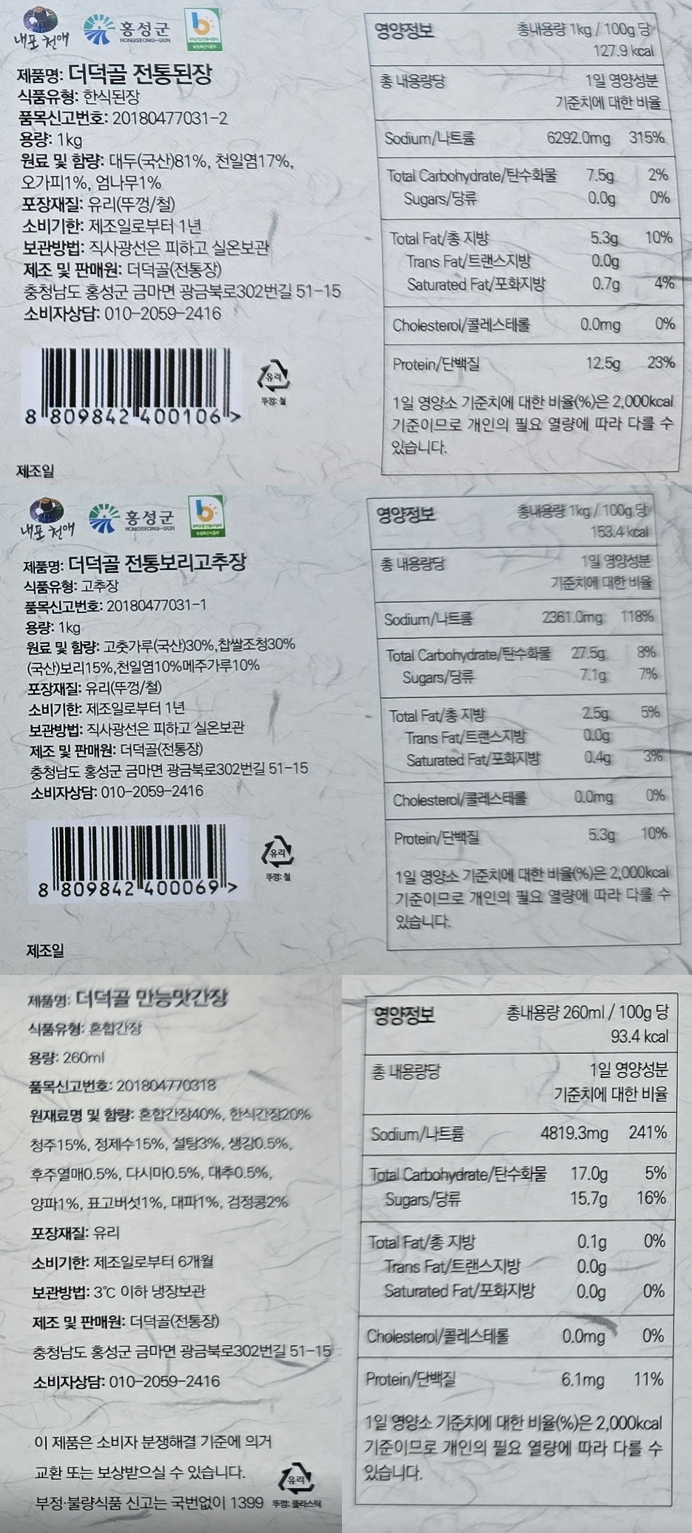 내포천애
홍성군
HONGSEONG-GUN
제품명: 더덕골 전통된장
식품유형: 한식된장
품목신고번호: 20180477031-2
용량: 1kg
원료 및 함량: 대두(국산)81%, 천일염17%,
오가피1%, 엄나무1%
포장재질: 유리(뚜껑/철)
소비기한: 제조일로부터 1년
보관방법: 직사광선은 피하고 실온보관
제조 및 판매원: 더덕골(전통장)
충청남도 홍성군 금마면 광금북로302번길 51-15
소비자상담: 010-2059-2416
8 809842 400106 >
유리
뚜껑: 철
제조일
영양정보 총내용량 1kg / 100g 당
127.9 kcal
총 내용량당 1일 영양성분
기준치에 대한 비율
Sodium/나트륨 6292.0mg 315%
Total Carbohydrate/탄수화물 7.5g 2%
Sugars/당류 0.0g 0%
Total Fat/총 지방 5.3g 10%
Trans Fat/트랜스지방 0.0g
Saturated Fat/포화지방 0.7g 4%
Cholesterol/콜레스테롤 0.0mg 0%
Protein/단백질 12.5g 23%
1일 영양소 기준치에 대한 비율(%)은 2,000kcal
기준이므로 개인의 필요 열량에 따라 다를 수
있습니다.
내포천애
홍성군
HONGSEONG-GUN
제품명: 더덕골 전통보리고추장
식품유형: 고추장
품목신고번호: 20180477031-1
용량: 1kg
원료 및 함량: 고춧가루(국산)30%,찹쌀조청30%
(국산)보리15%,천일염10%메주가루10%
포장재질: 유리(뚜껑/철)
소비기한: 제조일로부터 1년
보관방법: 직사광선은 피하고 실온보관
제조 및 판매원: 더덕골(전통장)
충청남도 홍성군 금마면 광금북로302번길 51-15
소비자상담: 010-2059-2416
8 809842 400069 >
유리
뚜껑: 철
제조일
영양정보 총내용량 1kg / 100g 당
153.4 kcal
총 내용량당 1일 영양성분
기준치에 대한 비율
Sodium/나트륨 2361.0mg 118%
Total Carbohydrate/탄수화물 27.5g 8%
Sugars/당류 7.1g 7%
Total Fat/총 지방 2.5g 5%
Trans Fat/트랜스지방 0.0g
Saturated Fat/포화지방 0.4g 3%
Cholesterol/콜레스테롤 0.0mg 0%
Protein/단백질 5.3g 10%
1일 영양소 기준치에 대한 비율(%)은 2,000kcal
기준이므로 개인의 필요 열량에 따라 다를 수
있습니다.
제품명: 더덕골 만능맛간장
식품유형: 혼합간장
용량: 260ml
품목신고번호: 201804770318
원재료명 및 함량: 혼합간장40%, 한식간장20%
청주15%, 정제수15%, 설탕3%, 생강0.5%,
후주열매0.5%, 다시마0.5%, 대추0.5%,
양파1%, 표고버섯1%, 대파1%, 검정콩2%
포장재질: 유리
소비기한: 제조일로부터 6개월
보관방법: 3℃ 이하 냉장보관
제조 및 판매원: 더덕골(전통장)
충청남도 홍성군 금마면 광금북로302번길 51-15
소비자상담: 010-2059-2416
이 제품은 소비자 분쟁해결 기준에 의거
교환 또는 보상받으실 수 있습니다.
부정·불량식품 신고는 국번없이 1399
유리
뚜껑: 플라스틱
영양정보 총내용량 260ml / 100g 당
93.4 kcal
총 내용량당 1일 영양성분
기준치에 대한 비율
Sodium/나트륨 4819.3mg 241%
Total Carbohydrate/탄수화물 17.0g 5%
Sugars/당류 15.7g 16%
Total Fat/총 지방 0.1g 0%
Trans Fat/트랜스지방 0.0g
Saturated Fat/포화지방 0.0g 0%
Cholesterol/콜레스테롤 0.0mg 0%
Protein/단백질 6.1mg 11%
1일 영양소 기준치에 대한 비율(%)은 2,000kcal
기준이므로 개인의 필요 열량에 따라 다를 수
있습니다.